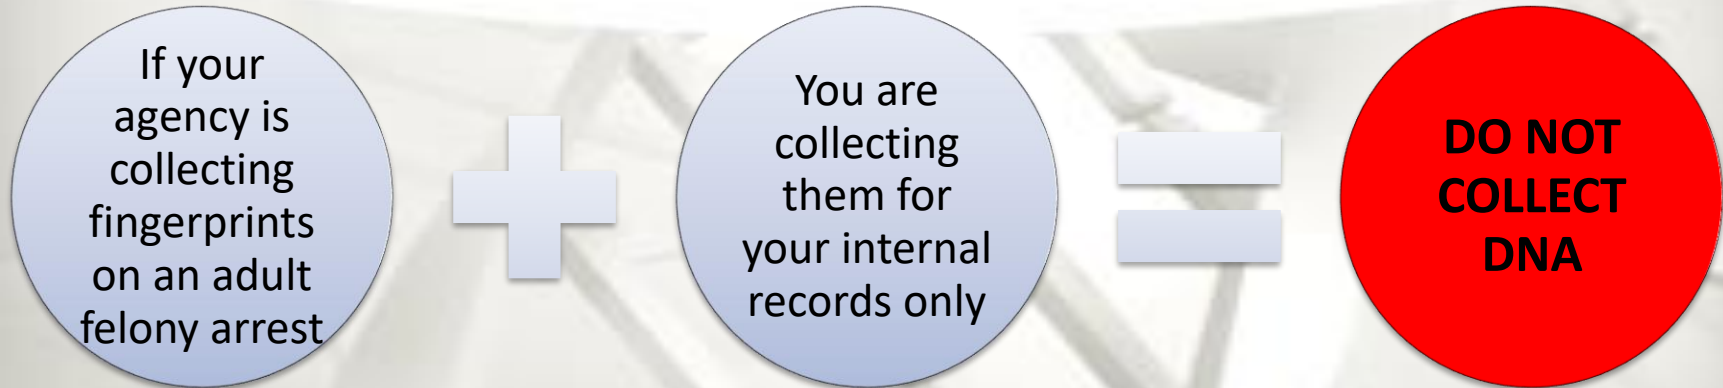 If your
agency is
collecting
fingerprints
on an adult
felony arrest
You are
collecting
them for
your internal
records only
DO NOT
COLLECT
DNA